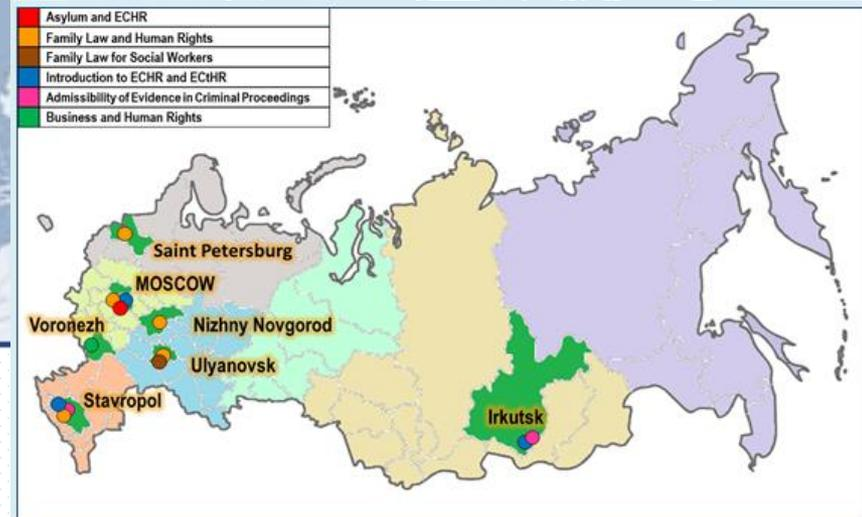 Asylum and ECHR
Family Law and Human Rights
Family Law for Social Workers
Introduction to ECHR and ECtHR
Admissibility of Evidence in Criminal Proceedings
Business and Human Rights
Saint Petersburg
MOSCOW
Voronezh
Nizhny Novgorod
Ulyanovsk
Stavropol
Irkutsk